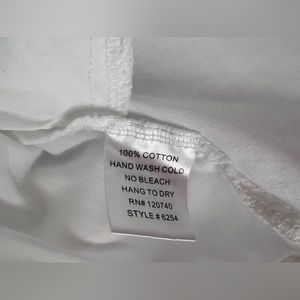 100% COTTON
HAND WASH COLD
NO BLEACH
HANG TO DRY
RN# 120740
STYLE # 6254